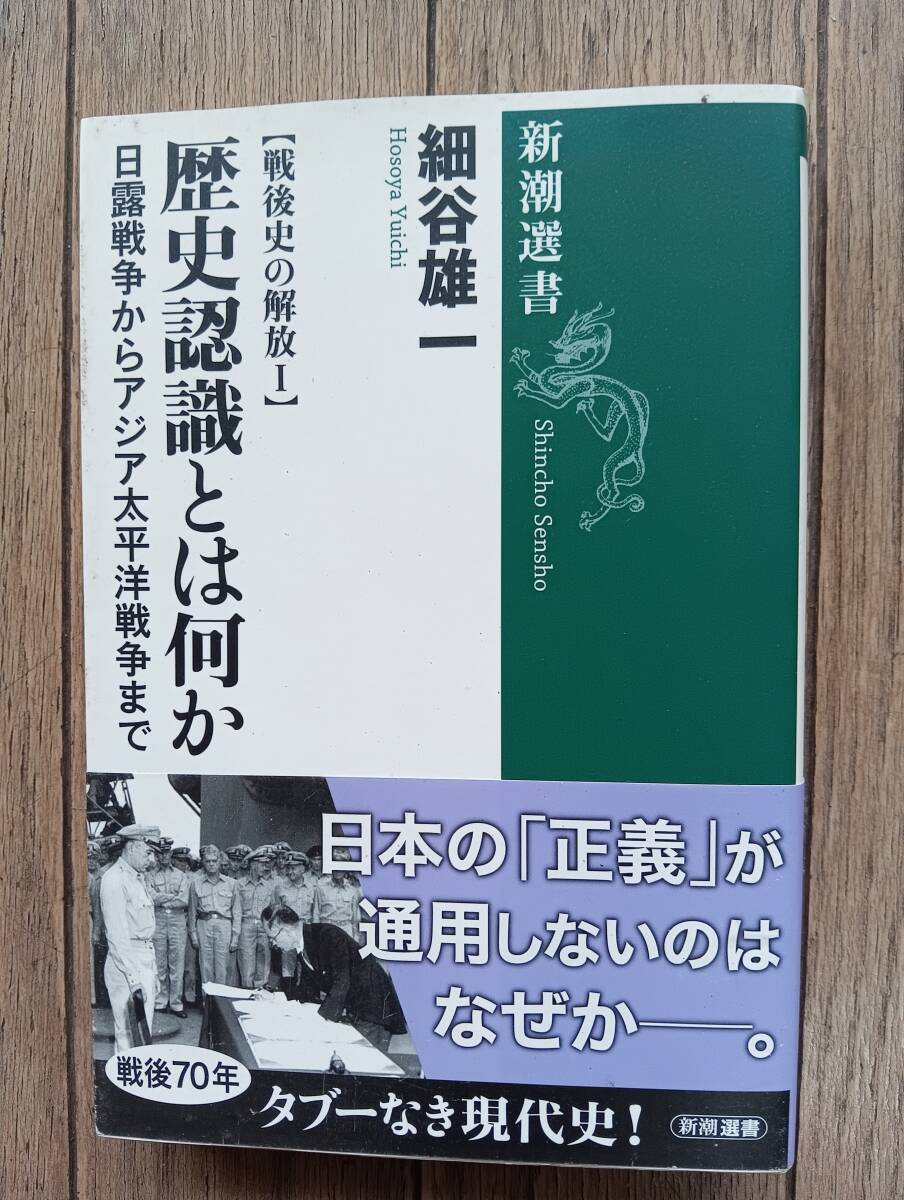 新潮選書
Shincho Sensho
細谷雄一
Hosoya Yuichi
【戦後史の解放Ⅰ】
歴史認識とは何か
日露戦争からアジア太平洋戦争まで
日本の「正義」が
通用しないのは
なぜか──。
戦後70年
タブーなき現代史！
新潮選書